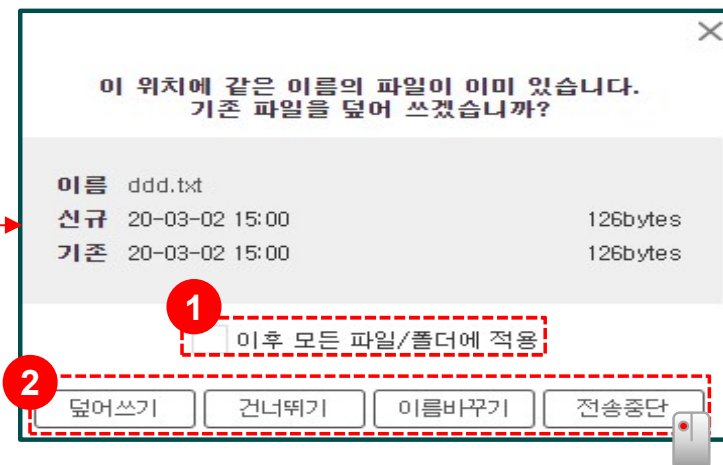 이 위치에 같은 이름의 파일이 이미 있습니다.
기존 파일을 덮어 쓰겠습니까?
이름 ddd.txt
신규 20-03-02 15:00 126bytes
기존 20-03-02 15:00 126bytes
1
이후 모든 파일/폴더에 적용
2
덮어쓰기 건너뛰기 이름바꾸기 전송중단